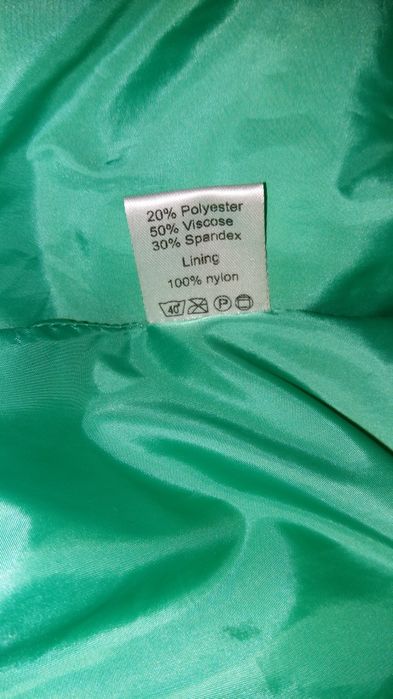 20% Polyester
50% Viscose
30% Spandex
Lining
100% nylon
40 P